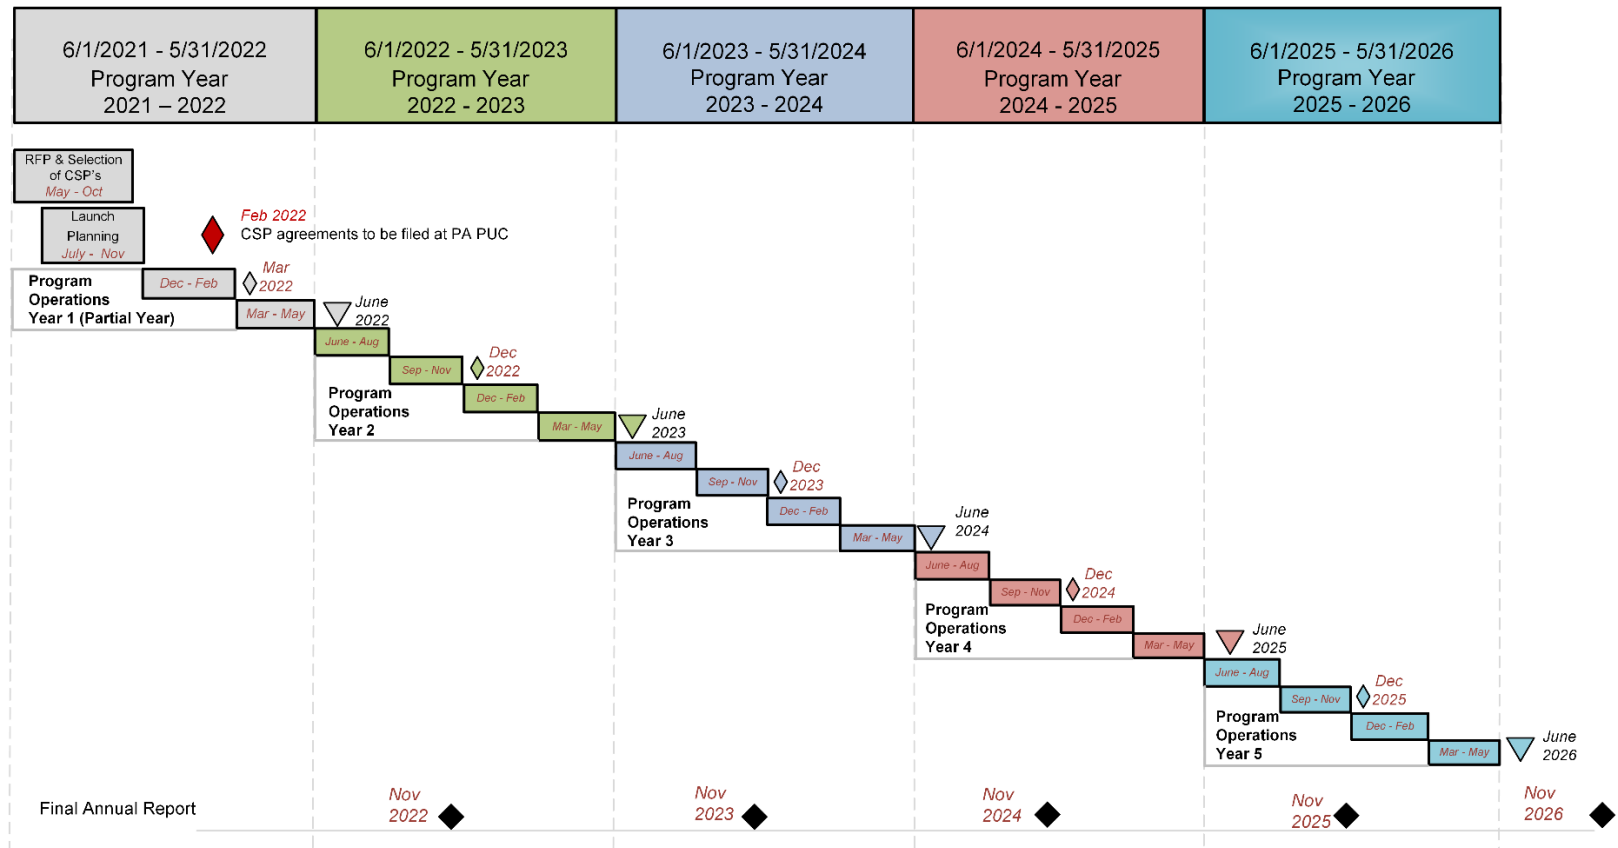 6/1/2021 - 5/31/2022
Program Year
2021 – 2022
6/1/2022 - 5/31/2023
Program Year
2022 - 2023
6/1/2023 - 5/31/2024
Program Year
2023 - 2024
6/1/2024 - 5/31/2025
Program Year
2024 - 2025
6/1/2025 - 5/31/2026
Program Year
2025 - 2026
RFP & Selection
of CSP's
May - Oct
Launch
Planning
July - Nov
Feb 2022
CSP agreements to be filed at PA PUC
Program
Operations
Year 1 (Partial Year)
Dec - Feb
Mar
2022
Mar - May
June
2022
June - Aug
Sep - Nov
Dec
2022
Program
Operations
Year 2
Dec - Feb
Mar - May
June
2023
June - Aug
Sep - Nov
Dec
2023
Program
Operations
Year 3
Dec - Feb
Mar - May
June
2024
June - Aug
Sep - Nov
Dec
2024
Program
Operations
Year 4
Dec - Feb
Mar - May
June
2025
June - Aug
Sep - Nov
Dec
2025
Program
Operations
Year 5
Dec - Feb
Mar - May
June
2026
Final Annual Report
Nov
2022
Nov
2023
Nov
2024
Nov
2025
Nov
2026